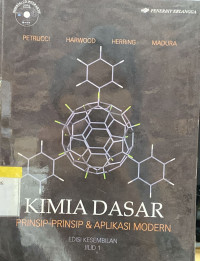 PENERBIT ERLANGGA
PETRUCCI HARWOOD HERRING MADURA
KIMIA DASAR
PRINSIP-PRINSIP & APLIKASI MODERN
EDISI KESEMBILAN
JILID 1